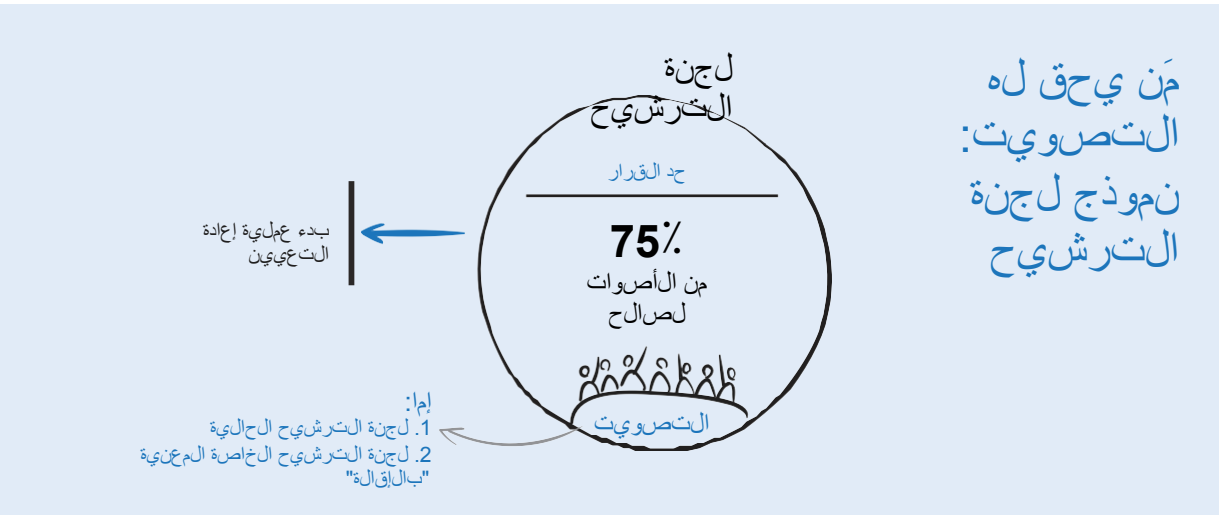 مَن يحق له
التصويت:
نموذج لجنة
الترشيح
لجنة
الترشيح
حد القرار
75٪
من الأصوات
لصالح
التصويت
بدء عملية إعادة
التعيين
إما:
1. لجنة الترشيح الحالية
2. لجنة الترشيح الخاصة المعنية
"بالإقالة"